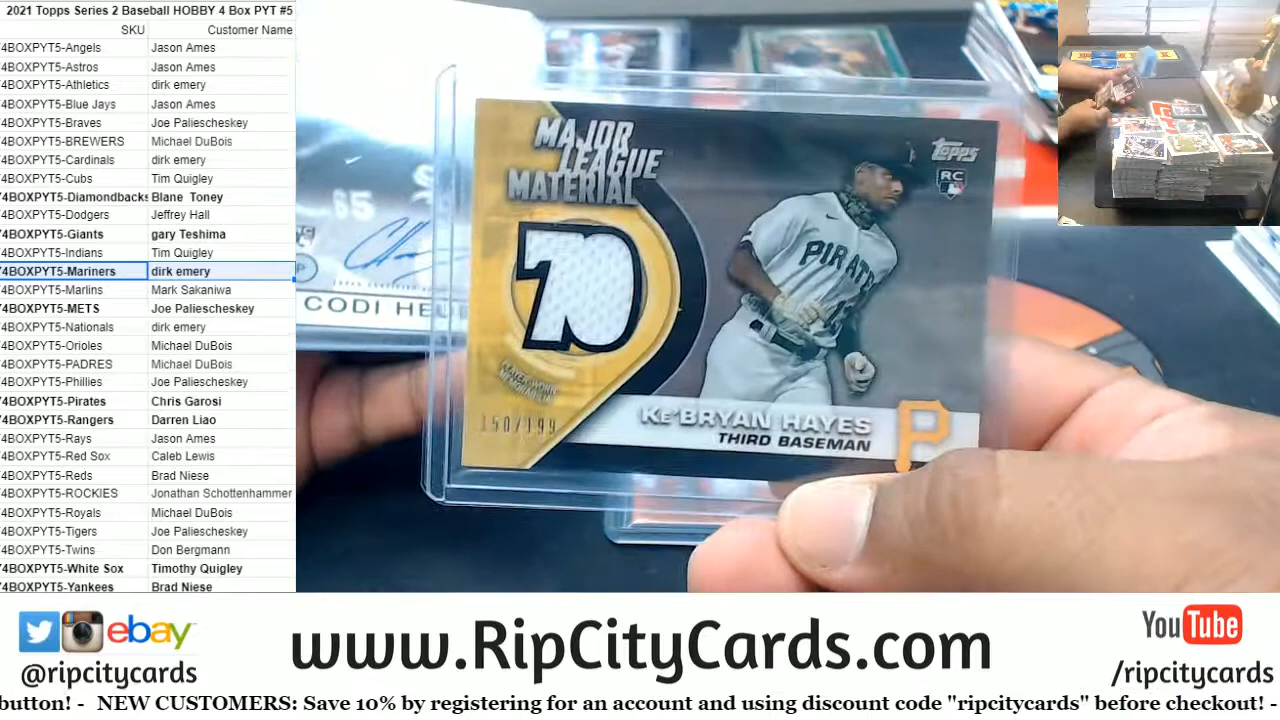 2021 Topps Series 2 Baseball HOBBY 4 Box PYT #5
SKU Customer Name
4BOXPYT5-Angels Jason Ames
4BOXPYT5-Astros Jason Ames
4BOXPYT5-Athletics dirk emery
4BOXPYT5-Blue Jays Jason Ames
4BOXPYT5-Braves Joe Paliescheskey
4BOXPYT5-BREWERS Michael DuBois
4BOXPYT5-Cardinals dirk emery
4BOXPYT5-Cubs Tim Quigley
4BOXPYT5-Diamondbacks Blane Toney
4BOXPYT5-Dodgers Jeffrey Hall
4BOXPYT5-Giants gary Teshima
4BOXPYT5-Indians Tim Quigley
4BOXPYT5-Mariners dirk emery
4BOXPYT5-Marlins Mark Sakaniwa
4BOXPYT5-METS Joe Paliescheskey
4BOXPYT5-Nationals dirk emery
4BOXPYT5-Orioles Michael DuBois
4BOXPYT5-PADRES Michael DuBois
4BOXPYT5-Phillies Joe Paliescheskey
4BOXPYT5-Pirates Chris Garosi
4BOXPYT5-Rangers Darren Liao
4BOXPYT5-Rays Jason Ames
4BOXPYT5-Red Sox Caleb Lewis
4BOXPYT5-Reds Brad Niese
4BOXPYT5-ROCKIES Jonathan Schottenhammer
4BOXPYT5-Royals Michael DuBois
4BOXPYT5-Tigers Joe Paliescheskey
4BOXPYT5-Twins Don Bergmann
4BOXPYT5-White Sox Timothy Quigley
4BOXPYT5-Yankees Brad Niese
MAJOR
LEAGUE
MATERIAL
Topps
RC
70
PIRAT
150/199
KE'BRYAN HAYES
THIRD BASEMAN
P
65
CODI HEU
ebay
@ripcitycards
www.RipCityCards.com
YouTube
/ripcitycards
button! - NEW CUSTOMERS: Save 10% by registering for an account and using discount code "ripcitycards" before checkout! -